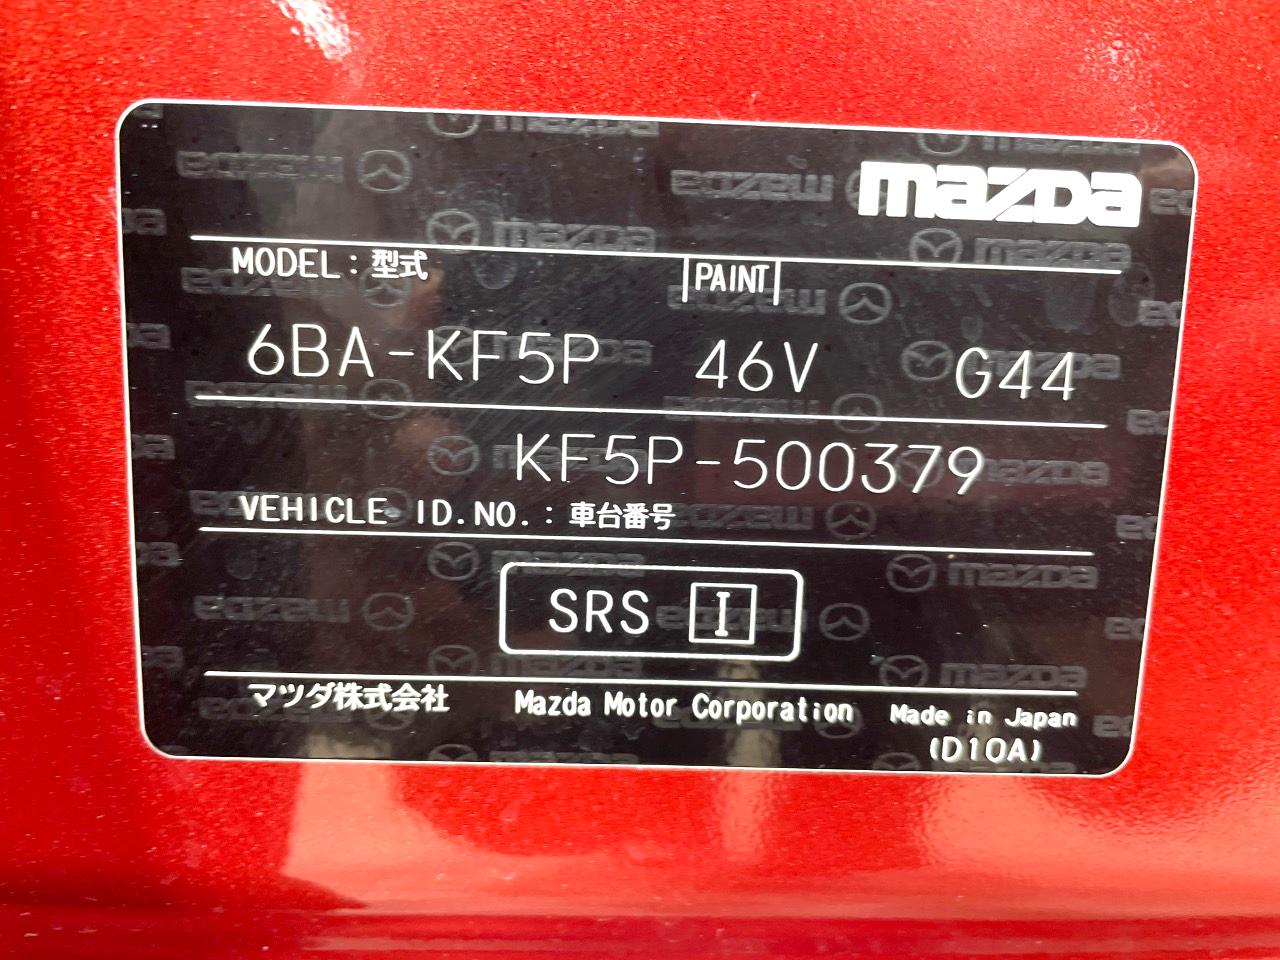 mazda
MODEL : 型式 PAINT
6BA-KF5P 46V G44
KF5P-500379
VEHICLE ID.NO. : 車台番号
SRS I
マツダ株式会社 Mazda Motor Corporation Made in Japan
(D10A)